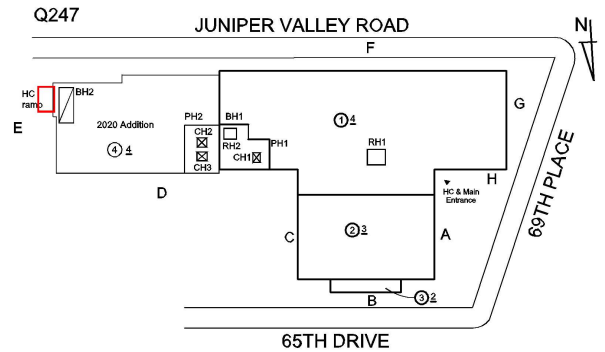 Q247
JUNIPER VALLEY ROAD
N
F
HC
ramp
BH2
E
2020 Addition
4 4
PH2
CH2
CH3
BH1
RH2
CH1
PH1
1 4
RH1
G
H
HC & Main
Entrance
69TH PLACE
D
C
2 3
A
B
3 2
65TH DRIVE